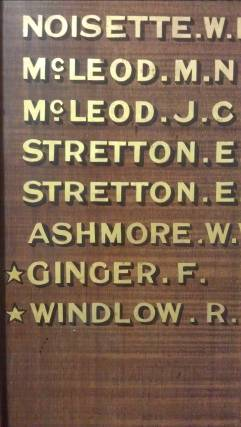 NOISETTE.W.
McLEOD.M.N
McLEOD.J.C
STRETTON.E
STRETTON.E
ASHMORE.W.
★GINGER.F.
★WINDLOW.R.